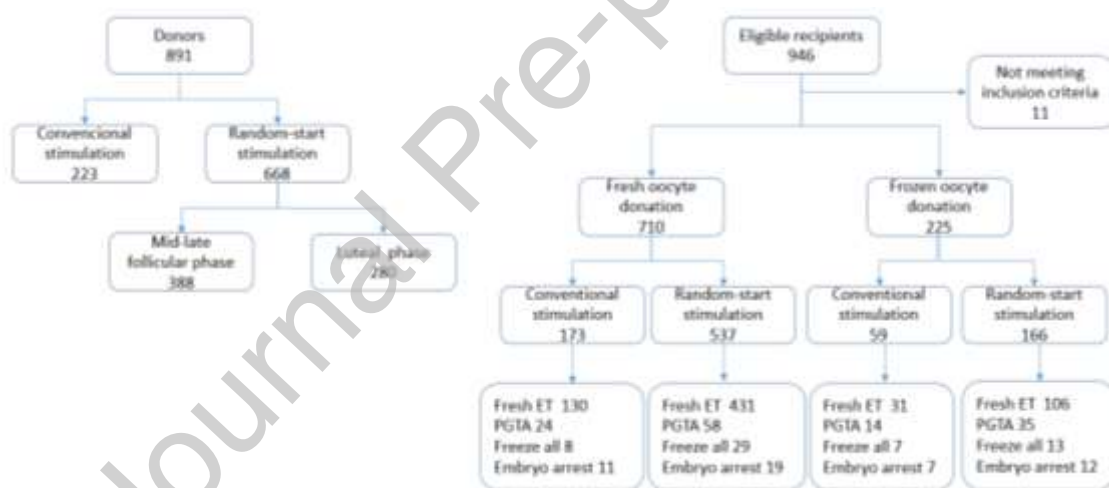 Donors
891
Convencional
stimulation
223
Random-start
stimulation
668
Mid-late
follicular phase
388
Luteal phase
280
Eligible recipients
946
Not meeting
inclusion criteria
11
Fresh oocyte
donation
710
Frozen oocyte
donation
225
Conventional
stimulation
173
Random-start
stimulation
537
Conventional
stimulation
59
Random-start
stimulation
166
Fresh ET 130
PGTA 24
Freeze all 8
Embryo arrest 11
Fresh ET 431
PGTA 58
Freeze all 29
Embryo arrest 19
Fresh ET 31
PGTA 14
Freeze all 7
Embryo arrest 7
Fresh ET 106
PGTA 35
Freeze all 13
Embryo arrest 12
Journal Pre-p